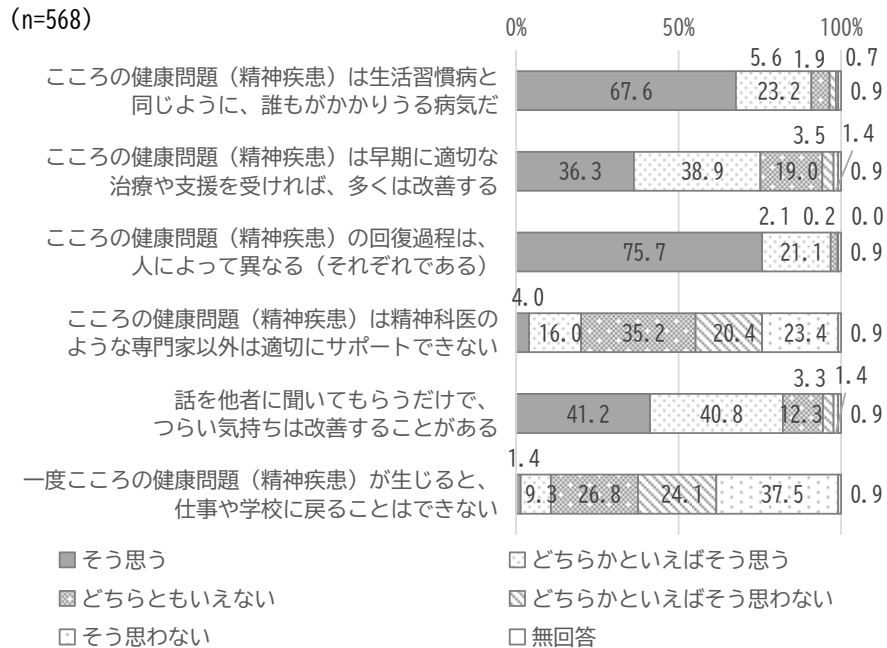 (n=568)
0% 50% 100%
5.6 1.9 0.7
こころの健康問題（精神疾患）は生活習慣病と
同じように、誰もがかかりうる病気だ
67.6 23.2 0.9
3.5 1.4
こころの健康問題（精神疾患）は早期に適切な
治療や支援を受ければ、多くは改善する
36.3 38.9 19.0 0.9
2.1 0.2 0.0
こころの健康問題（精神疾患）の回復過程は、
人によって異なる（それぞれである）
75.7 21.1 0.9
4.0
こころの健康問題（精神疾患）は精神科医の
ような専門家以外は適切にサポートできない
16.0 35.2 20.4 23.4 0.9
3.3 1.4
話を他者に聞いてもらうだけで、
つらい気持ちは改善することがある
41.2 40.8 12.3 0.9
1.4
一度こころの健康問題（精神疾患）が生じると、
仕事や学校に戻ることはできない
9.3 26.8 24.1 37.5 0.9
そう思う どちらかといえばそう思う
どちらともいえない どちらかといえばそう思わない
そう思わない 無回答